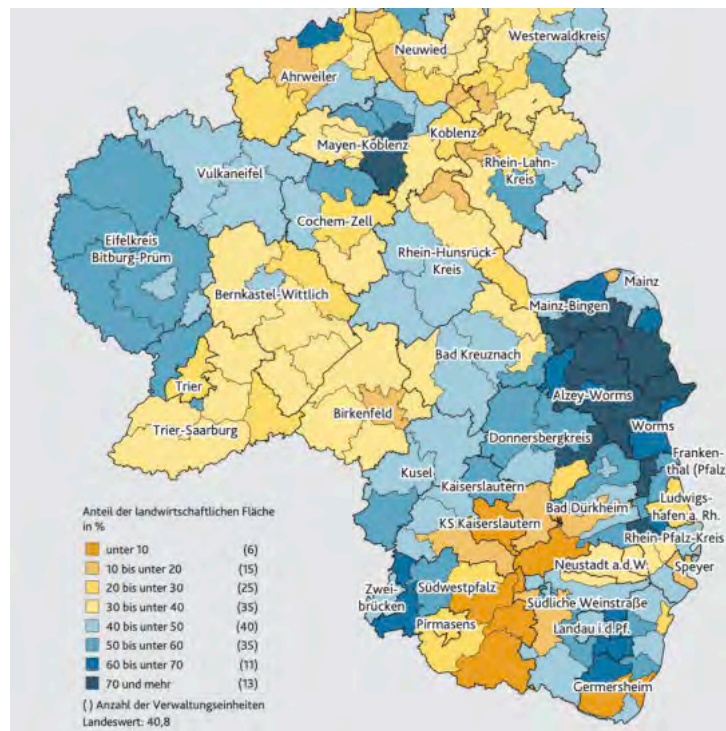 Westerwaldkreis
Neuwied
Ahrweiler
Koblenz
Mayen-Koblenz
Rhein-Lahn-
Kreis
Vulkaneifel
Cochem-Zell
Eifelkreis
Bitburg-Prüm
Rhein-Hunsrück-
Kreis
Mainz
Bernkastel-Wittlich
Mainz-Bingen
Bad Kreuznach
Trier
Alzey-Worms
Birkenfeld
Worms
Trier-Saarburg
Donnersbergkreis
Franken-
thal (Pfalz
Kusel
Kaiserslautern
Ludwigs-
hafen a. Rh.
Bad Dürkheim
KS Kaiserslautern
Rhein-Pfalz-Kreis
Neustadt a.d.W.
Speyer
Zwei-
brücken
Südwestpfalz
Südliche Weinstraße
Pirmasens
Landau i.d.Pf.
Germersheim
Anteil der landwirtschaftlichen Fläche
in %
unter 10 (6)
10 bis unter 20 (15)
20 bis unter 30 (25)
30 bis unter 40 (35)
40 bis unter 50 (40)
50 bis unter 60 (35)
60 bis unter 70 (11)
70 und mehr (13)
( ) Anzahl der Verwaltungseinheiten
Landeswert: 40,8